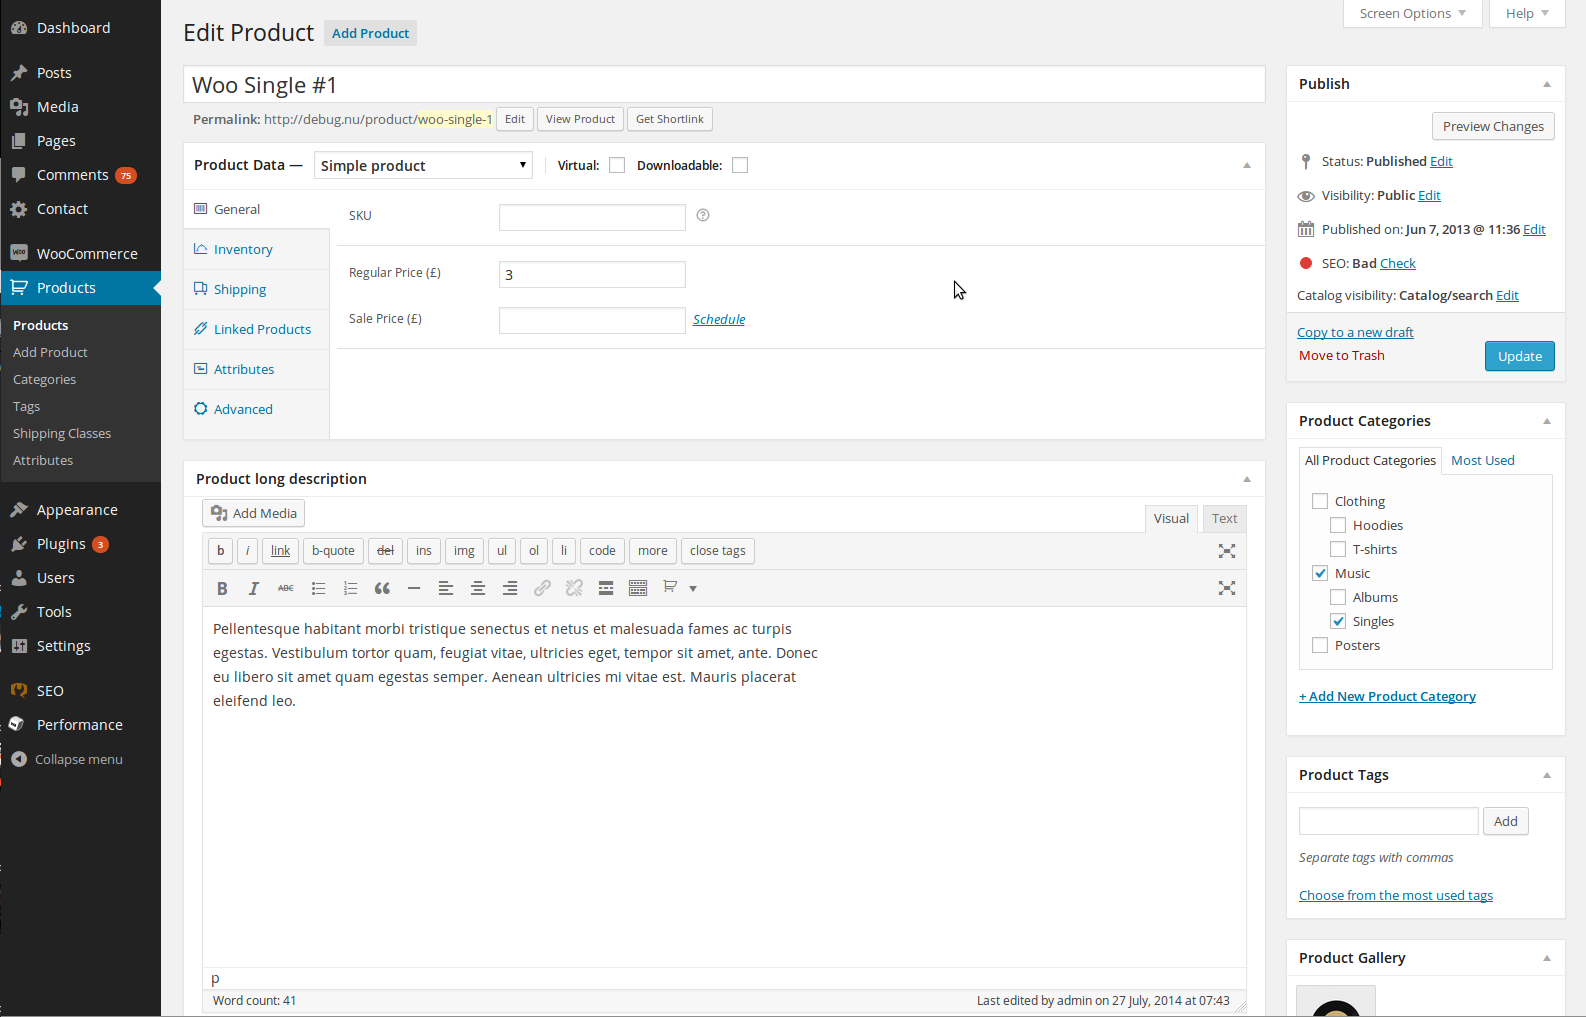 Dashboard
Posts
Media
Pages
Comments 75
Contact
WooCommerce
Products
Products
Add Product
Categories
Tags
Shipping Classes
Attributes
Appearance
Plugins 3
Users
Tools
Settings
SEO
Performance
Collapse menu
Screen Options
Help
Edit Product Add Product
Woo Single #1
Permalink: http://debug.nu/product/woo-single-1 Edit View Product Get Shortlink
Product Data — Simple product Virtual: Downloadable:
General
Inventory
Shipping
Linked Products
Attributes
Advanced
SKU
Regular Price (£) 3
Sale Price (£) Schedule
Product long description
Add Media
Visual Text
b i link b-quote del ins img ul ol li code more close tags
B I ABC
Pellentesque habitant morbi tristique senectus et netus et malesuada fames ac turpis
egestas. Vestibulum tortor quam, feugiat vitae, ultricies eget, tempor sit amet, ante. Donec
eu libero sit amet quam egestas semper. Aenean ultricies mi vitae est. Mauris placerat
eleifend leo.
p
Word count: 41 Last edited by admin on 27 July, 2014 at 07:43
Publish
Preview Changes
Status: Published Edit
Visibility: Public Edit
Published on: Jun 7, 2013 @ 11:36 Edit
SEO: Bad Check
Catalog visibility: Catalog/search Edit
Copy to a new draft
Move to Trash Update
Product Categories
All Product Categories Most Used
Clothing
Hoodies
T-shirts
Music
Albums
Singles
Posters
+ Add New Product Category
Product Tags
Add
Separate tags with commas
Choose from the most used tags
Product Gallery